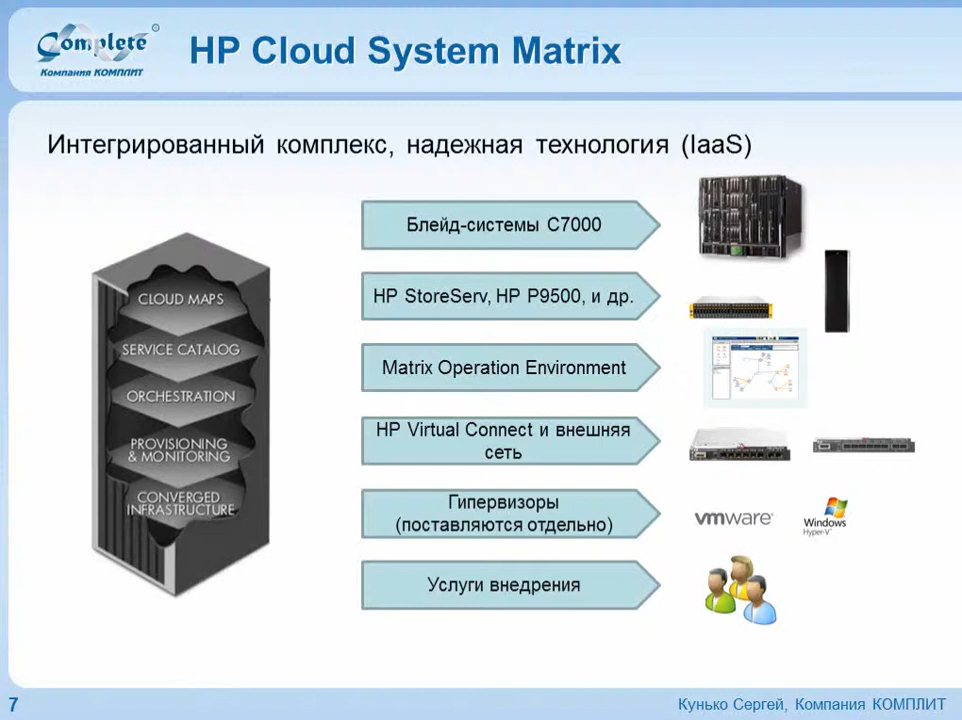 Complete
Компания КОМПЛИТ
HP Cloud System Matrix
Интегрированный комплекс, надежная технология (IaaS)
CLOUD MAPS
SERVICE CATALOG
ORCHESTRATION
PROVISIONING
& MONITORING
CONVERGED
INFRASTRUCTURE
Блейд-системы C7000
HP StoreServ, HP P9500, и др.
Matrix Operation Environment
HP Virtual Connect и внешняя
сеть
Гипервизоры
(поставляются отдельно)
vmware
Windows
Hyper-V
Услуги внедрения
7
Кунько Сергей, Компания КОМПЛИТ